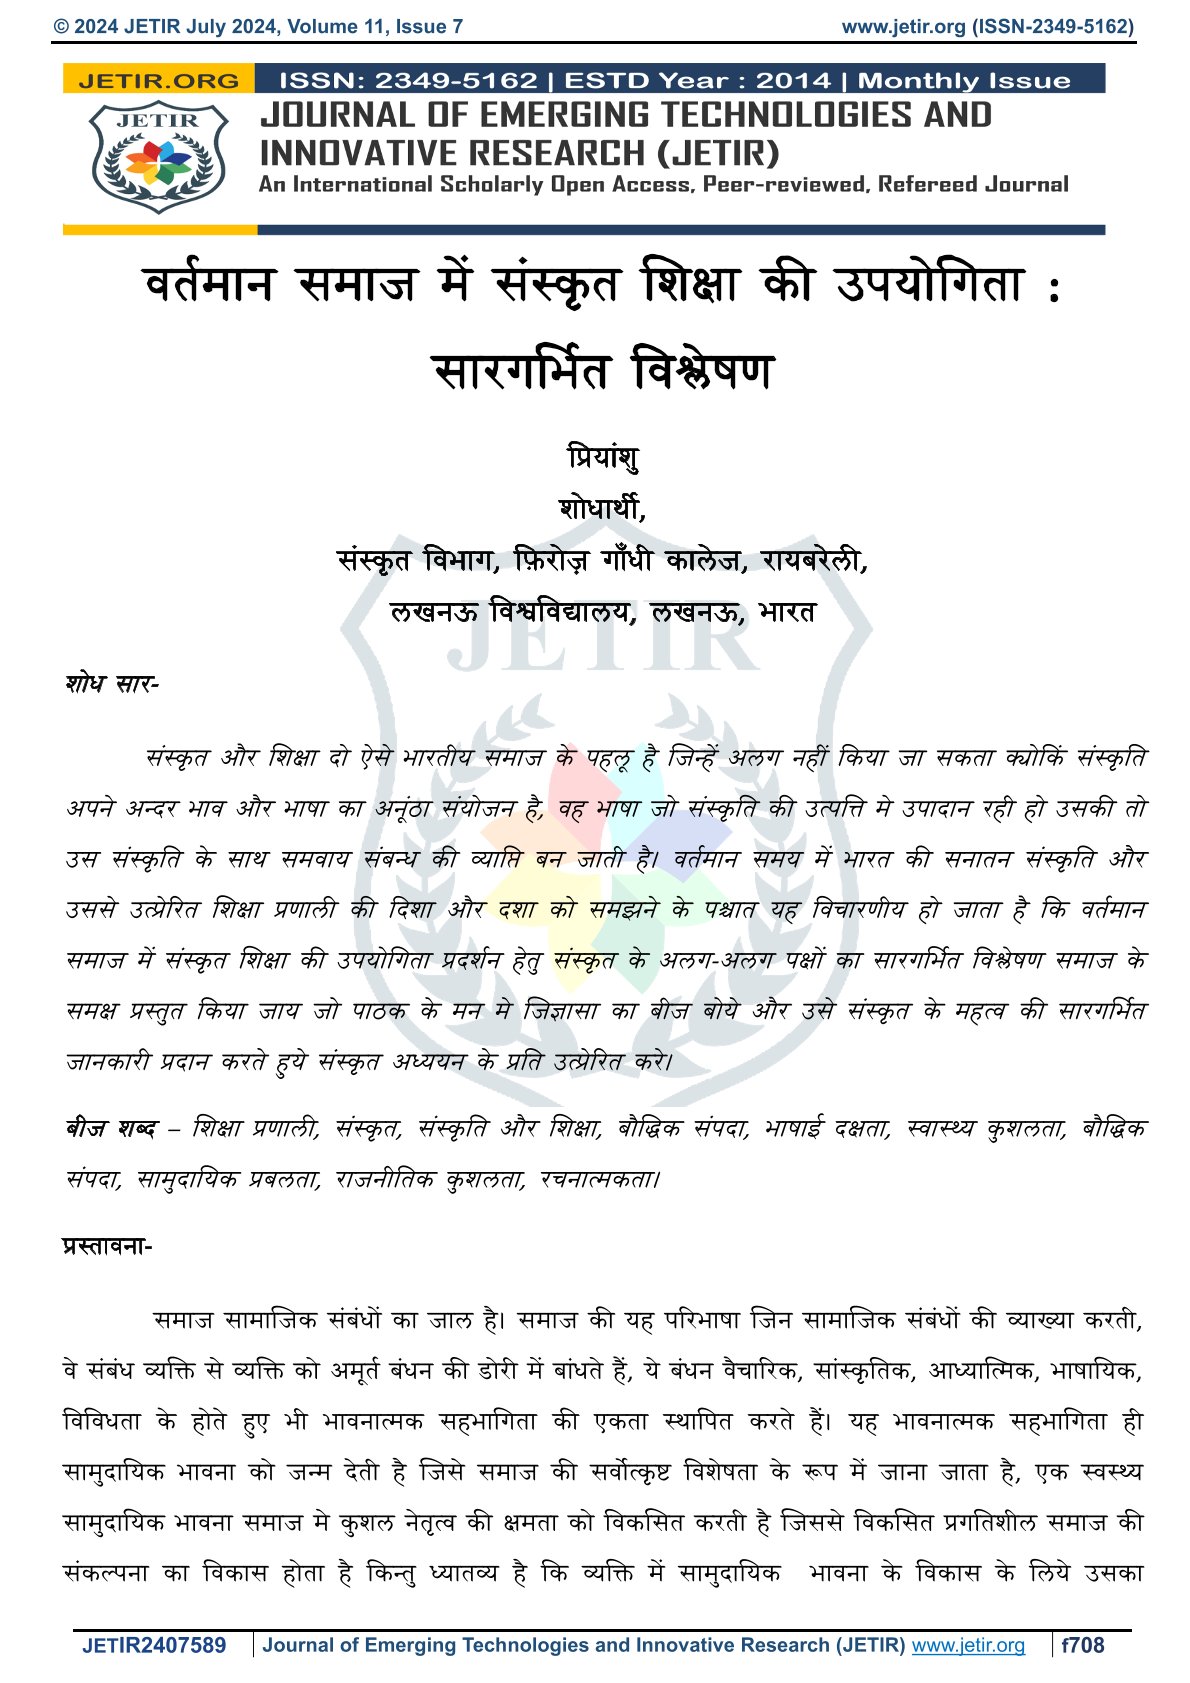 © 2024 JETIR July 2024, Volume 11, Issue 7 www.jetir.org (ISSN-2349-5162)
JETIR.ORG ISSN: 2349-5162 | ESTD Year : 2014 | Monthly Issue
JETIR
JOURNAL OF EMERGING TECHNOLOGIES AND
INNOVATIVE RESEARCH (JETIR)
An International Scholarly Open Access, Peer-reviewed, Refereed Journal
वर्तमान समाज में संस्कृत शिक्षा की उपयोगिता :
सारगर्भित विश्लेषण
प्रियांशु
शोधार्थी,
संस्कृत विभाग, फ़िरोज़ गाँधी कालेज, रायबरेली,
लखनऊ विश्वविद्यालय, लखनऊ, भारत
JETIR
शोध सार-
संस्कृत और शिक्षा दो ऐसे भारतीय समाज के पहलू है जिन्हें अलग नहीं किया जा सकता क्योकिं संस्कृति
अपने अन्दर भाव और भाषा का अनूंठा संयोजन है, वह भाषा जो संस्कृति की उत्पत्ति मे उपादान रही हो उसकी तो
उस संस्कृति के साथ समवाय संबन्ध की व्याप्ति बन जाती है। वर्तमान समय में भारत की सनातन संस्कृति और
उससे उत्प्रेरित शिक्षा प्रणाली की दिशा और दशा को समझने के पश्चात यह विचारणीय हो जाता है कि वर्तमान
समाज में संस्कृत शिक्षा की उपयोगिता प्रदर्शन हेतु संस्कृत के अलग-अलग पक्षों का सारगर्भित विश्लेषण समाज के
समक्ष प्रस्तुत किया जाय जो पाठक के मन मे जिज्ञासा का बीज बोये और उसे संस्कृत के महत्व की सारगर्भित
जानकारी प्रदान करते हुये संस्कृत अध्ययन के प्रति उत्प्रेरित करे।
बीज शब्द – शिक्षा प्रणाली, संस्कृत, संस्कृति और शिक्षा, बौद्धिक संपदा, भाषाई दक्षता, स्वास्थ्य कुशलता, बौद्धिक
संपदा, सामुदायिक प्रबलता, राजनीतिक कुशलता, रचनात्मकता।
प्रस्तावना-
समाज सामाजिक संबंधों का जाल है। समाज की यह परिभाषा जिन सामाजिक संबंधों की व्याख्या करती,
वे संबंध व्यक्ति से व्यक्ति को अमूर्त बंधन की डोरी में बांधते हैं, ये बंधन वैचारिक, सांस्कृतिक, आध्यात्मिक, भाषायिक,
विविधता के होते हुए भी भावनात्मक सहभागिता की एकता स्थापित करते हैं। यह भावनात्मक सहभागिता ही
सामुदायिक भावना को जन्म देती है जिसे समाज की सर्वोत्कृष्ट विशेषता के रूप में जाना जाता है, एक स्वस्थ्य
सामुदायिक भावना समाज मे कुशल नेतृत्व की क्षमता को विकसित करती है जिससे विकसित प्रगतिशील समाज की
संकल्पना का विकास होता है किन्तु ध्यातव्य है कि व्यक्ति में सामुदायिक भावना के विकास के लिये उसका
JETIR2407589 Journal of Emerging Technologies and Innovative Research (JETIR) www.jetir.org f708